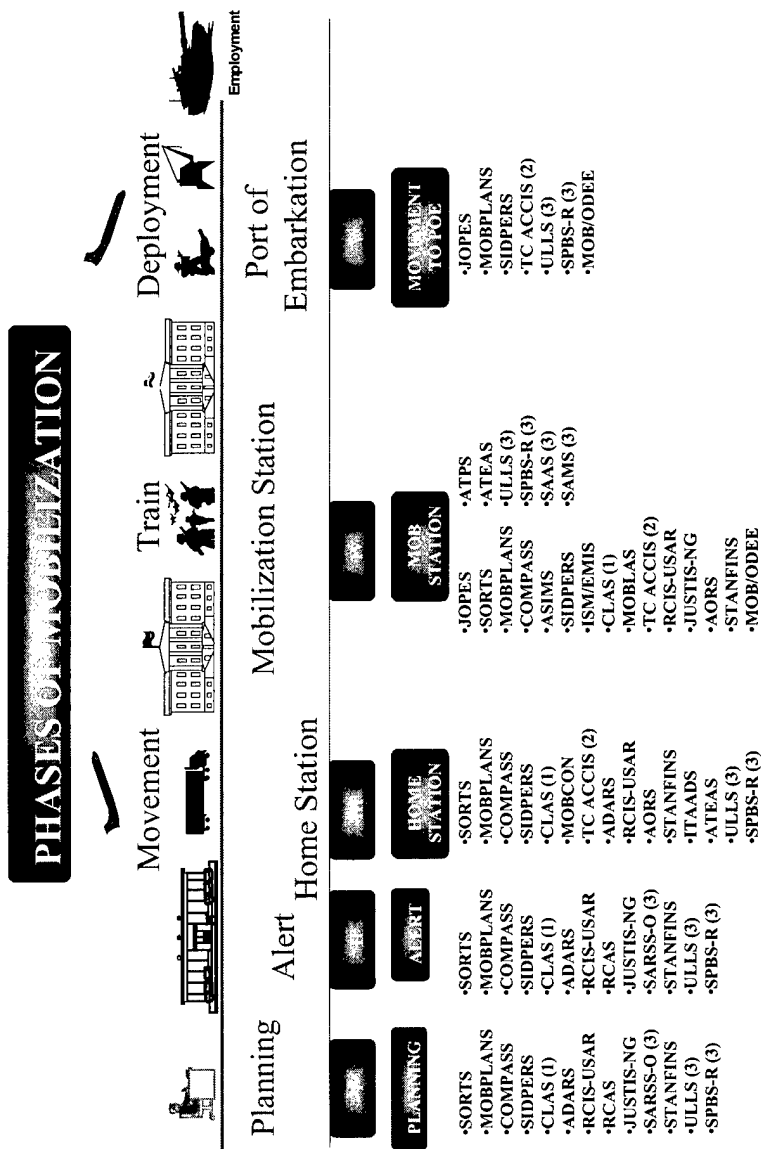 PHASES OF MOBILIZATION
Movement
Train
Deployment
Employment
Planning
Alert
Home Station
Mobilization Station
Port of
Embarkation
PLANNING
•SORTS
•MOBPLANS
•COMPASS
•SIDPERS
•CLAS (1)
•ADARS
•RCIS-USAR
•RCAS
•JUSTIS-NG
•SARSS-O (3)
•STANFINS
•ULLS (3)
•SPBS-R (3)
ALERT
•SORTS
•MOBPLANS
•COMPASS
•SIDPERS
•CLAS (1)
•ADARS
•RCIS-USAR
•RCAS
•JUSTIS-NG
•SARSS-O (3)
•STANFINS
•ULLS (3)
•SPBS-R (3)
HOME
STATION
•SORTS
•MOBPLANS
•COMPASS
•SIDPERS
•CLAS (1)
•MOBCON
•TC ACCIS (2)
•ADARS
•RCIS-USAR
•AORS
•STANFINS
•ITAADS
•ATEAS
•ULLS (3)
•SPBS-R (3)
MOB
STATION
•JOPES
•SORTS
•MOBPLANS
•COMPASS
•ASIMS
•SIDPERS
•ISM/EMIS
•CLAS (1)
•MOBLAS
•TC ACCIS (2)
•RCIS-USAR
•JUSTIS-NG
•AORS
•STANFINS
•MOB/ODEE
•ATPS
•ATEAS
•ULLS (3)
•SPBS-R (3)
•SAAS (3)
•SAMS (3)
MOVEMENT
TO POE
•JOPES
•MOBPLANS
•SIDPERS
•TC ACCIS (2)
•ULLS (3)
•SPBS-R (3)
•MOB/ODEE